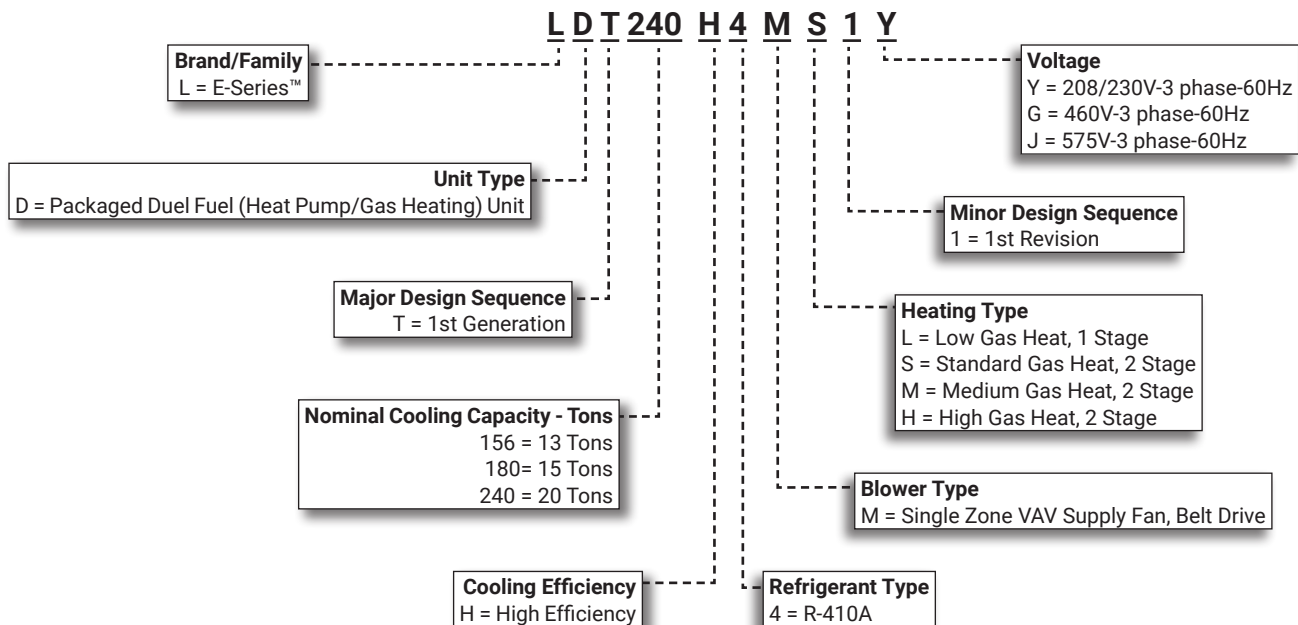 L D T 240 H 4 M S 1 Y
Brand/Family
L = E-Series™
Voltage
Y = 208/230V-3 phase-60Hz
G = 460V-3 phase-60Hz
J = 575V-3 phase-60Hz
Unit Type
D = Packaged Duel Fuel (Heat Pump/Gas Heating) Unit
Minor Design Sequence
1 = 1st Revision
Major Design Sequence
T = 1st Generation
Heating Type
L = Low Gas Heat, 1 Stage
S = Standard Gas Heat, 2 Stage
M = Medium Gas Heat, 2 Stage
H = High Gas Heat, 2 Stage
Nominal Cooling Capacity - Tons
156 = 13 Tons
180= 15 Tons
240 = 20 Tons
Blower Type
M = Single Zone VAV Supply Fan, Belt Drive
Cooling Efficiency
H = High Efficiency
Refrigerant Type
4 = R-410A